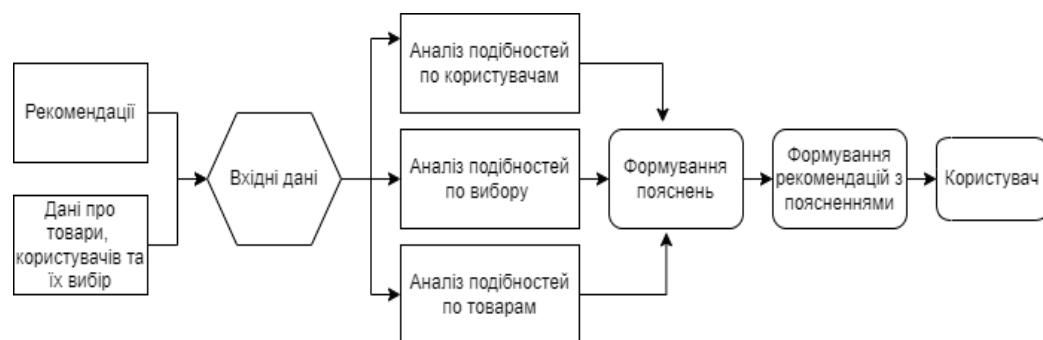 Рекомендації
Дані про
товари,
користувачів та
їх вибір
Вхідні дані
Аналіз подібностей
по користувачам
Аналіз подібностей
по вибору
Аналіз подібностей
по товарам
Формування
пояснень
Формування
рекомендацій з
поясненнями
Користувач